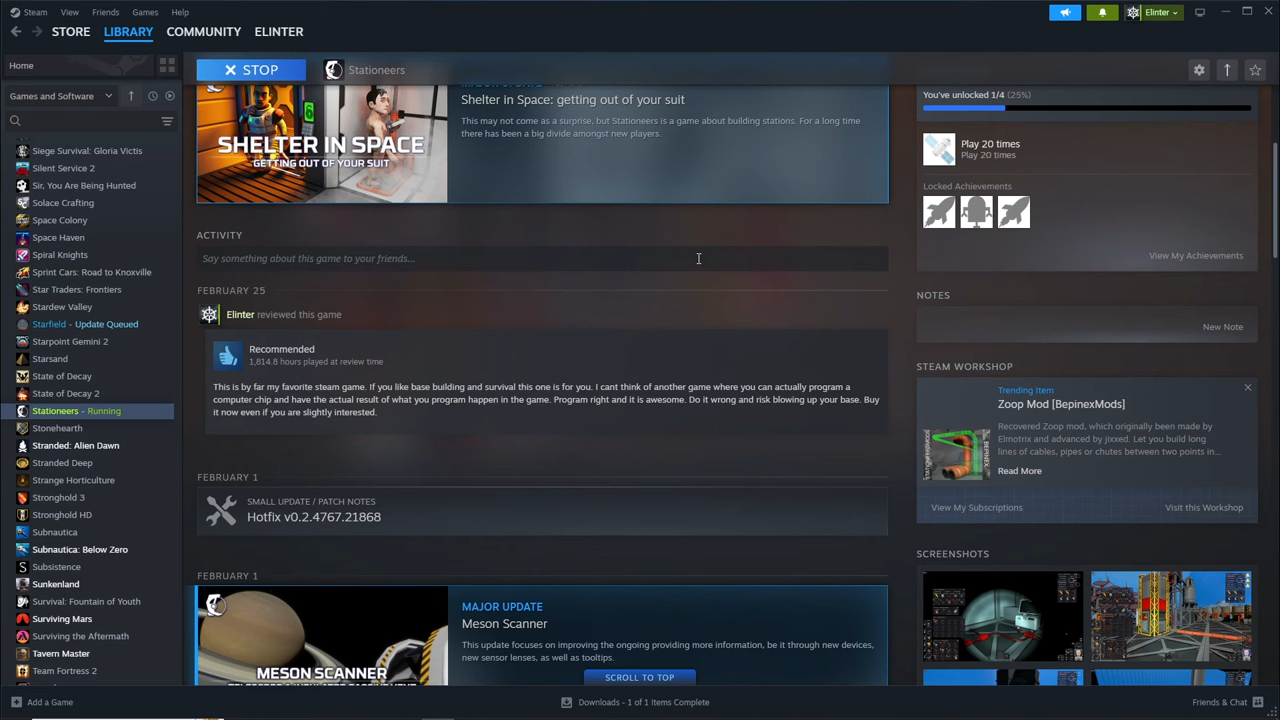 Steam View Friends Games Help
Elinter
STORE LIBRARY COMMUNITY ELINTER
Home
Games and Software
Siege Survival: Gloria Victis
Silent Service 2
Sir, You Are Being Hunted
Solace Crafting
Space Colony
Space Haven
Spiral Knights
Sprint Cars: Road to Knoxville
Star Traders: Frontiers
Stardew Valley
Starfield - Update Queued
Starpoint Gemini 2
Starsand
State of Decay
State of Decay 2
Stationeers - Running
Stonehearth
Stranded: Alien Dawn
Stranded Deep
Strange Horticulture
Stronghold 3
Stronghold HD
Subnautica
Subnautica: Below Zero
Subsistence
Sunkenland
Survival: Fountain of Youth
Surviving Mars
Surviving the Aftermath
Tavern Master
Team Fortress 2
STOP
Stationeers
MAJOR UPDATE
Shelter in Space: getting out of your suit
This may not come as a surprise, but Stationeers is a game about building stations. For a long time
there has been a big divide amongst new players.
SHELTER IN SPACE
GETTING OUT OF YOUR SUIT
ACTIVITY
Say something about this game to your friends...
FEBRUARY 25
Elinter reviewed this game
Recommended
1,814.8 hours played at review time
This is by far my favorite steam game. If you like base building and survival this one is for you. I cant think of another game where you can actually program a
computer chip and have the actual result of what you program happen in the game. Program right and it is awesome. Do it wrong and risk blowing up your base. Buy
it now even if you are slightly interested.
FEBRUARY 1
SMALL UPDATE / PATCH NOTES
Hotfix v0.2.4767.21868
FEBRUARY 1
MAJOR UPDATE
Meson Scanner
This update focuses on improving the ongoing providing more information, be it through new devices,
new sensor lenses, as well as tooltips.
MESON SCANNER
SCROLL TO TOP
You've unlocked 1/4 (25%)
Play 20 times
Play 20 times
Locked Achievements
View My Achievements
NOTES
New Note
STEAM WORKSHOP
Trending Item
Zoop Mod [BepinexMods]
Recovered Zoop mod, which originally been made by
Elmotrix and advanced by jixxed. Let you build long
lines of cables, pipes or chutes between two points in...
Read More
View My Subscriptions Visit this Workshop
SCREENSHOTS
Add a Game
Downloads - 1 of 1 Items Complete
Friends & Chat